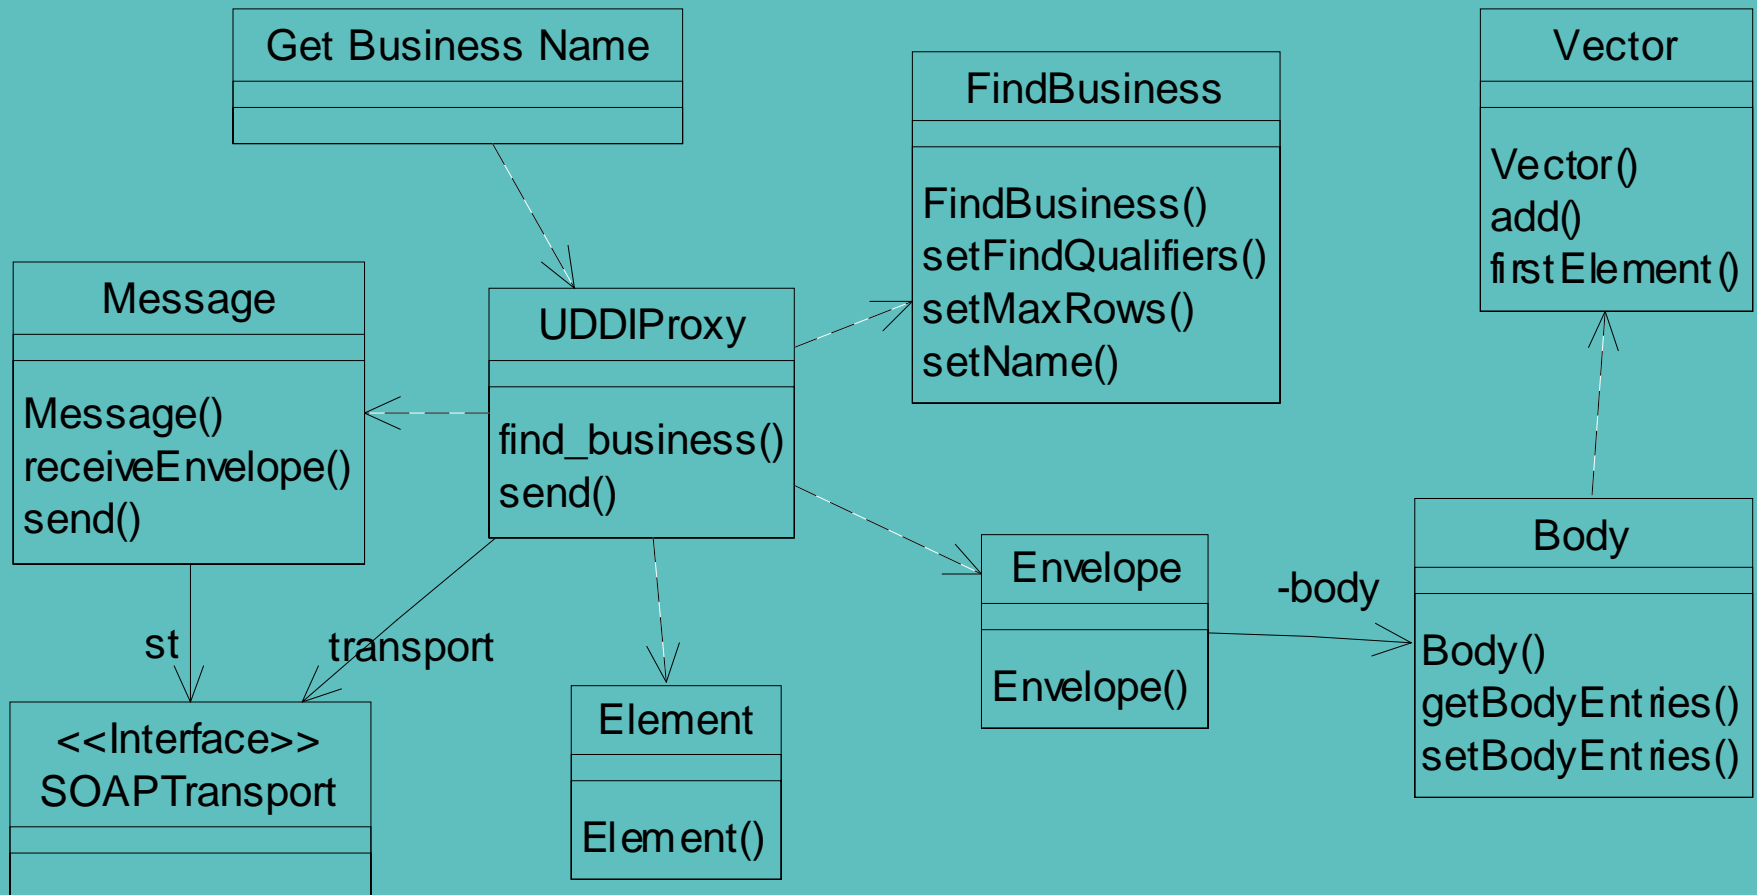 Get Business Name
FindBusiness
FindBusiness()
setFindQualifiers()
setMaxRows()
setName()
Vector
Vector()
add()
firstElement()
Message
Message()
receiveEnvelope()
send()
UDDIProxy
find_business()
send()
st
transport
<<Interface>>
SOAPTransport
Element
Element()
Envelope
Envelope()
-body
Body
Body()
getBodyEntries()
setBodyEntries()